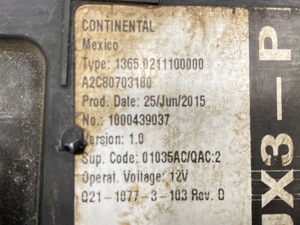 CONTINENTAL
Mexico
Type: 1365.0211100000
A2C80703100
Prod. Date: 25/Jun/2015
No.: 1000439037
Version: 1.0
Sup. Code: 01035AC/QAC:2
Operat. Voltage: 12V
Q21-1077-3-103 Rev. D
UX3-P